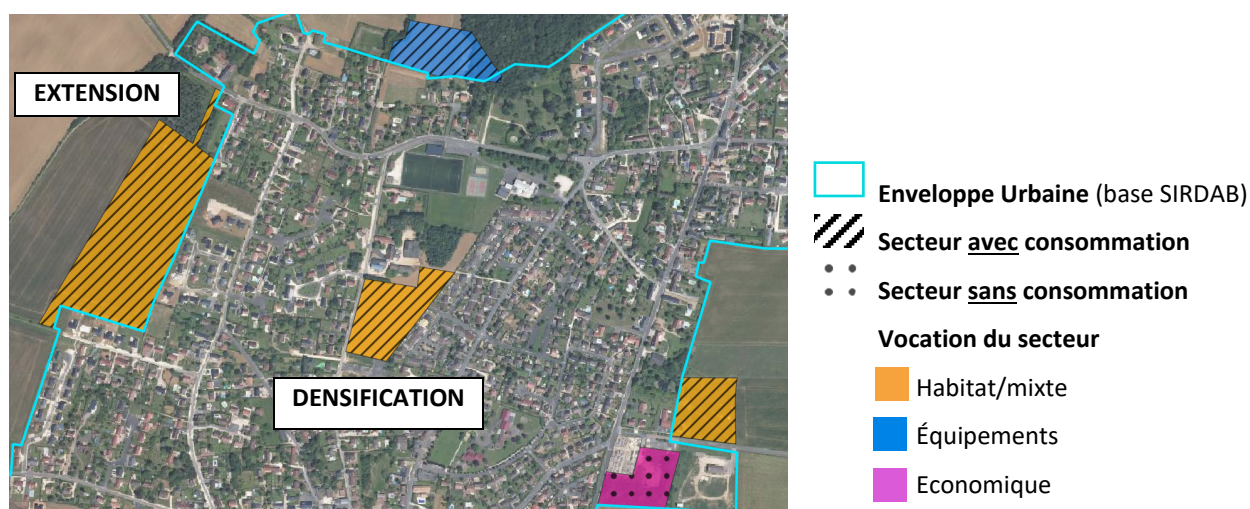 EXTENSION
DENSIFICATION
Enveloppe Urbaine (base SIRDAB)
Secteur avec consommation
Secteur sans consommation
Vocation du secteur
Habitat/mixte
Équipements
Economique